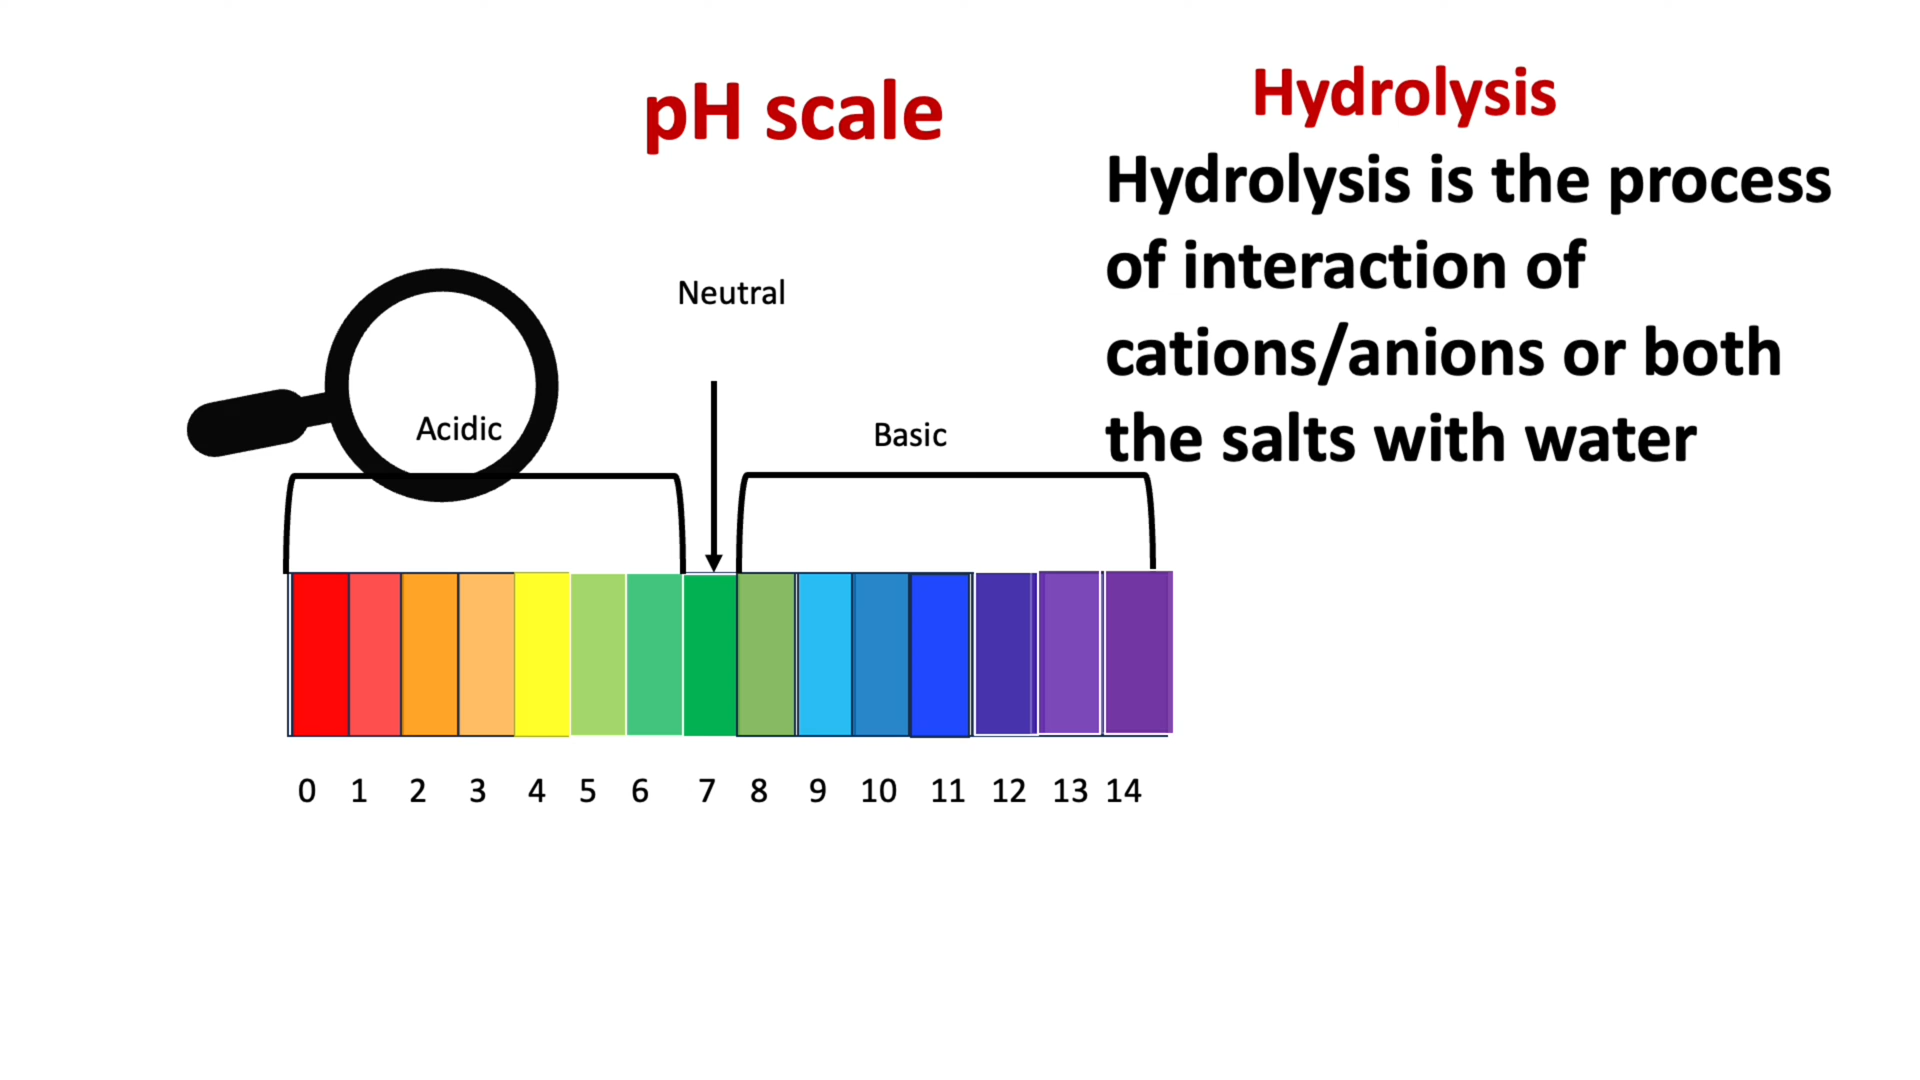 pH scale
Hydrolysis
Hydrolysis is the process
of interaction of
cations/anions or both
the salts with water
Neutral
Acidic
Basic
0 1 2 3 4 5 6 7 8 9 10 11 12 13 14